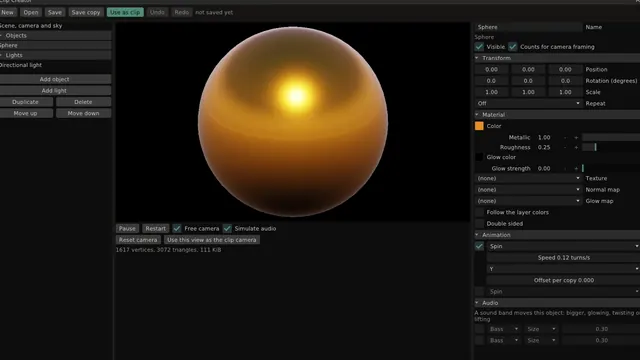 Clip Creator
New Open Save Save copy Use as clip Undo Redo not saved yet
Scene, camera and sky
Objects
Sphere
Lights
Directional light
Add object
Add light
Duplicate Delete
Move up Move down
Pause Restart Free camera Simulate audio
Reset camera Use this view as the clip camera
1617 vertices, 3072 triangles, 111 KiB
Sphere Name
Sphere
Visible Counts for camera framing
Transform
0.00 0.00 0.00 Position
0.0 0.0 0.0 Rotation (degrees)
1.00 1.00 1.00 Scale
Off Repeat
Material
Color
Metallic 1.00 - +
Roughness 0.25 - +
Glow color
Glow strength 0.00 - +
(none) Texture
(none) Normal map
(none) Glow map
Follow the layer colors
Double sided
Animation
Spin
Speed 0.12 turns/s
Y
Offset per copy 0.000
Spin
Audio
A sound band moves this object: bigger, glowing, twisting o
lifting
Bass Size 0.30
Bass Size 0.30